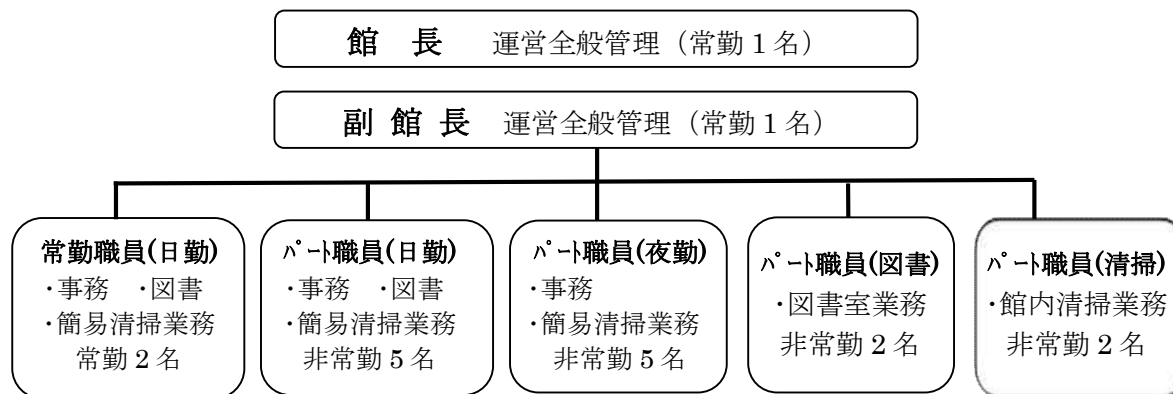 館　長　運営全般管理（常勤1名）
副 館 長　運営全般管理（常勤1名）
常勤職員(日勤)
・事務　・図書
・簡易清掃業務
常勤2名
ﾊﾟｰﾄ職員(日勤)
・事務　・図書
・簡易清掃業務
非常勤5名
ﾊﾟｰﾄ職員(夜勤)
・事務
・簡易清掃業務
非常勤5名
ﾊﾟｰﾄ職員(図書)
・図書室業務
非常勤2名
ﾊﾟｰﾄ職員(清掃)
・館内清掃業務
非常勤2名